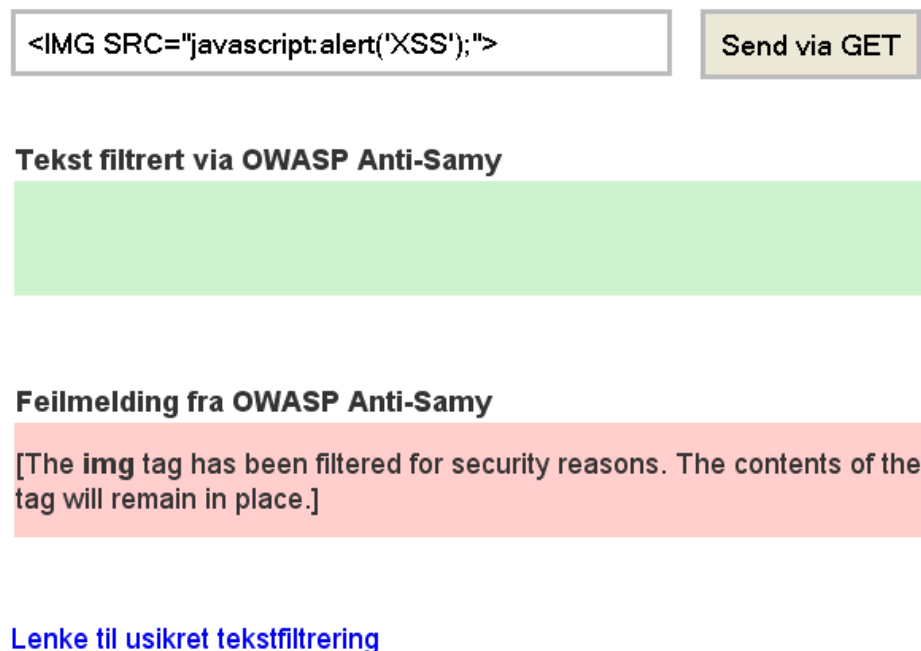 <IMG SRC="javascript:alert('XSS');">
Send via GET
Tekst filtrert via OWASP Anti-Samy
Feilmelding fra OWASP Anti-Samy
[The img tag has been filtered for security reasons. The contents of the
tag will remain in place.]
Lenke til usikret tekstfiltrering